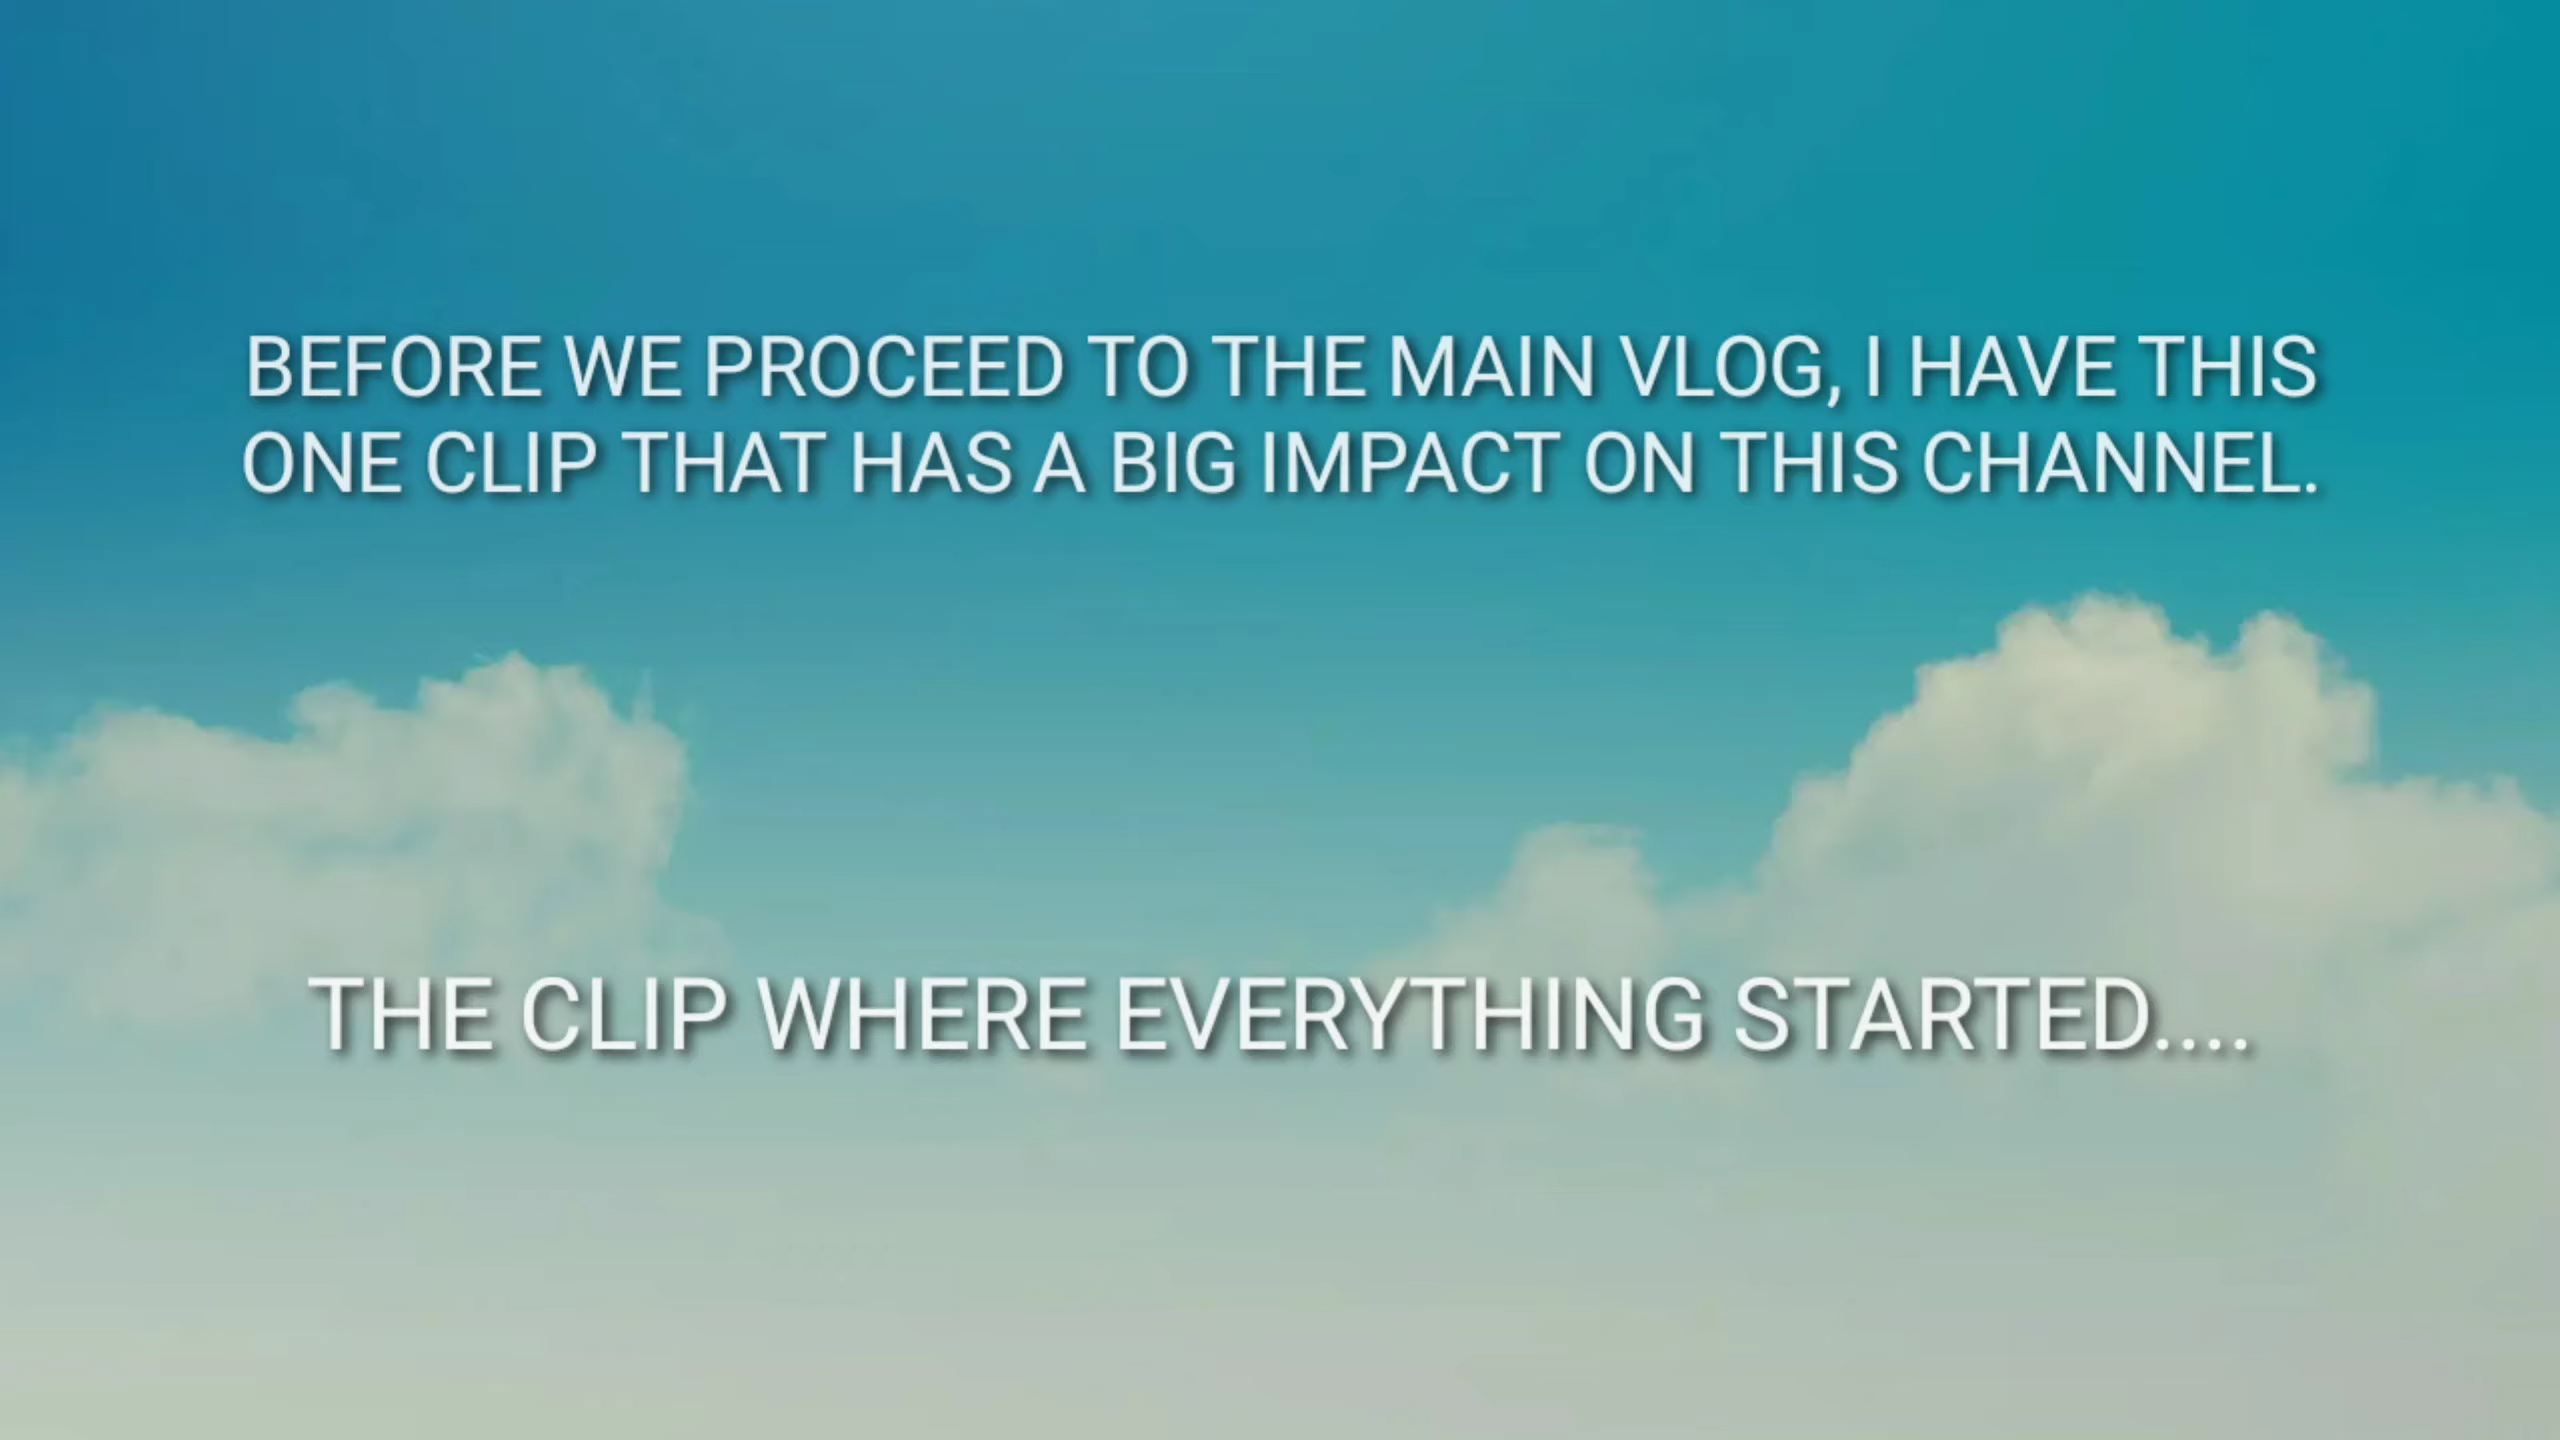 BEFORE WE PROCEED TO THE MAIN VLOG, I HAVE THIS
ONE CLIP THAT HAS A BIG IMPACT ON THIS CHANNEL.
THE CLIP WHERE EVERYTHING STARTED....